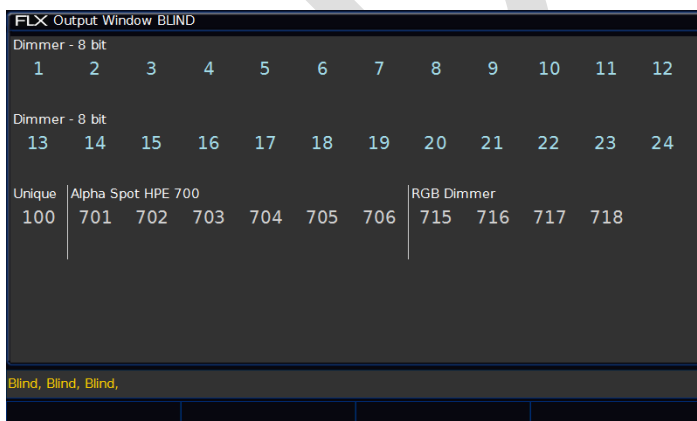 FLX Output Window BLIND
Dimmer - 8 bit
1 2 3 4 5 6 7 8 9 10 11 12
Dimmer - 8 bit
13 14 15 16 17 18 19 20 21 22 23 24
Unique Alpha Spot HPE 700 RGB Dimmer
100 701 702 703 704 705 706 715 716 717 718
Blind, Blind, Blind,